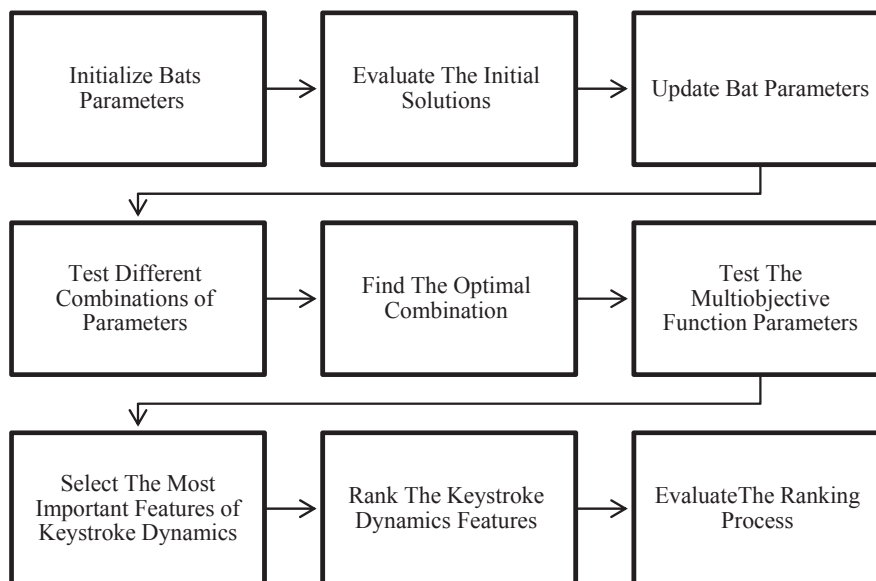 Initialize Bats
Parameters
Evaluate The Initial
Solutions
Update Bat Parameters
Test Different
Combinations of
Parameters
Find The Optimal
Combination
Test The
Multiobjective
Function Parameters
Select The Most
Important Features of
Keystroke Dynamics
Rank The Keystroke
Dynamics Features
EvaluateThe Ranking
Process